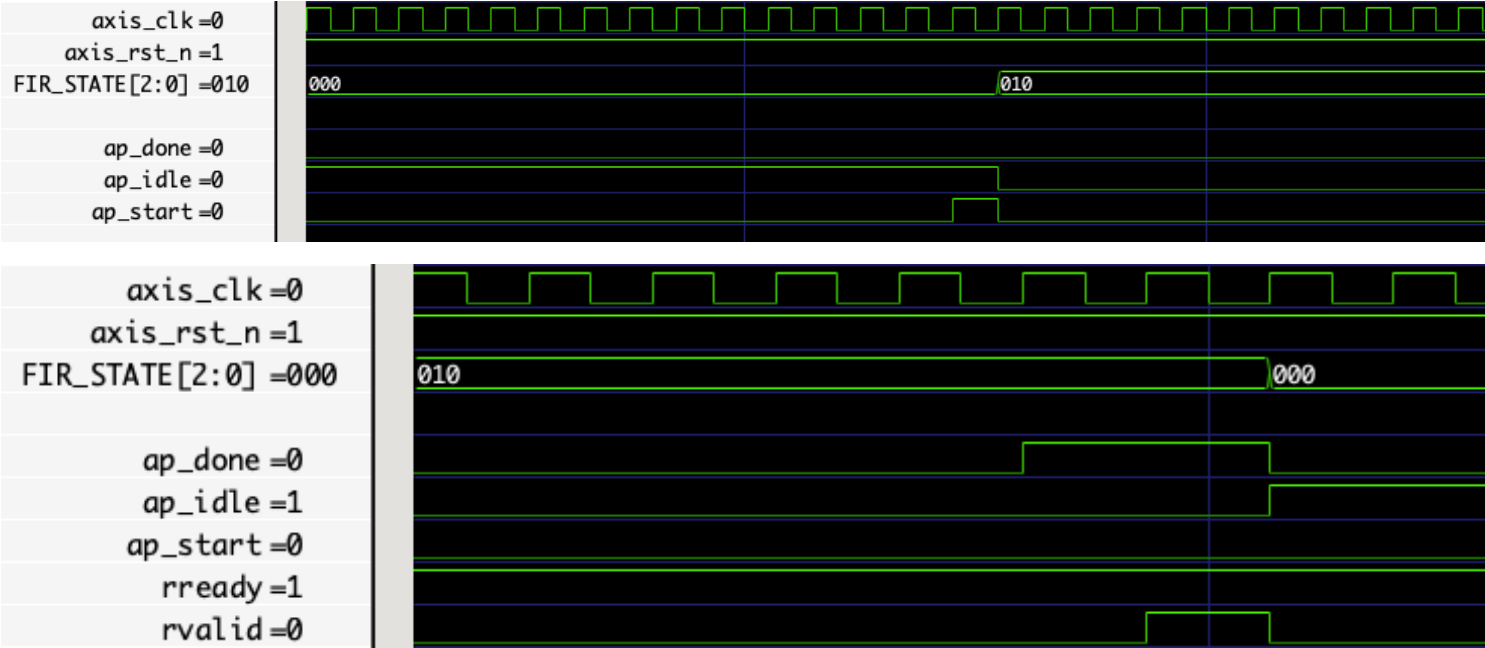 axis_clk =0
axis_rst_n =1
FIR_STATE[2:0] =010 000 010
ap_done =0
ap_idle =0
ap_start =0
axis_clk =0
axis_rst_n =1
FIR_STATE[2:0] =000 010 000
ap_done =0
ap_idle =1
ap_start =0
rready =1
rvalid =0